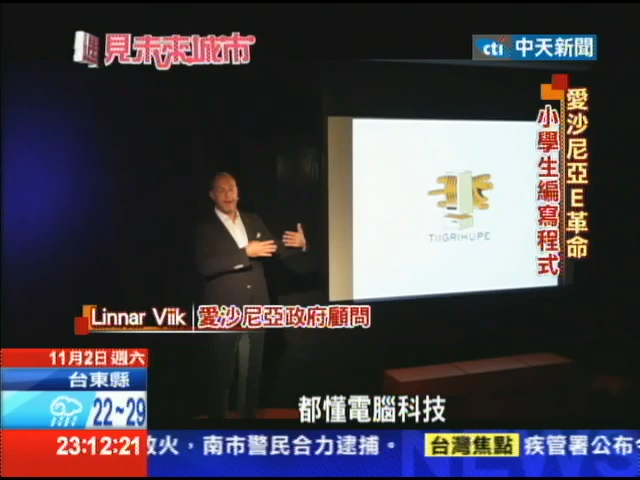 遇見未來城市
cti 中天新聞
愛沙尼亞E革命
小學生編寫程式
TIIGRIHÜPE
Linnar Viik 愛沙尼亞政府顧問
11月2日 週六
台東縣
22~29
都懂電腦科技
23:12:21
火，南市警民合力逮捕。 台灣焦點 疾管署公布
NEWS